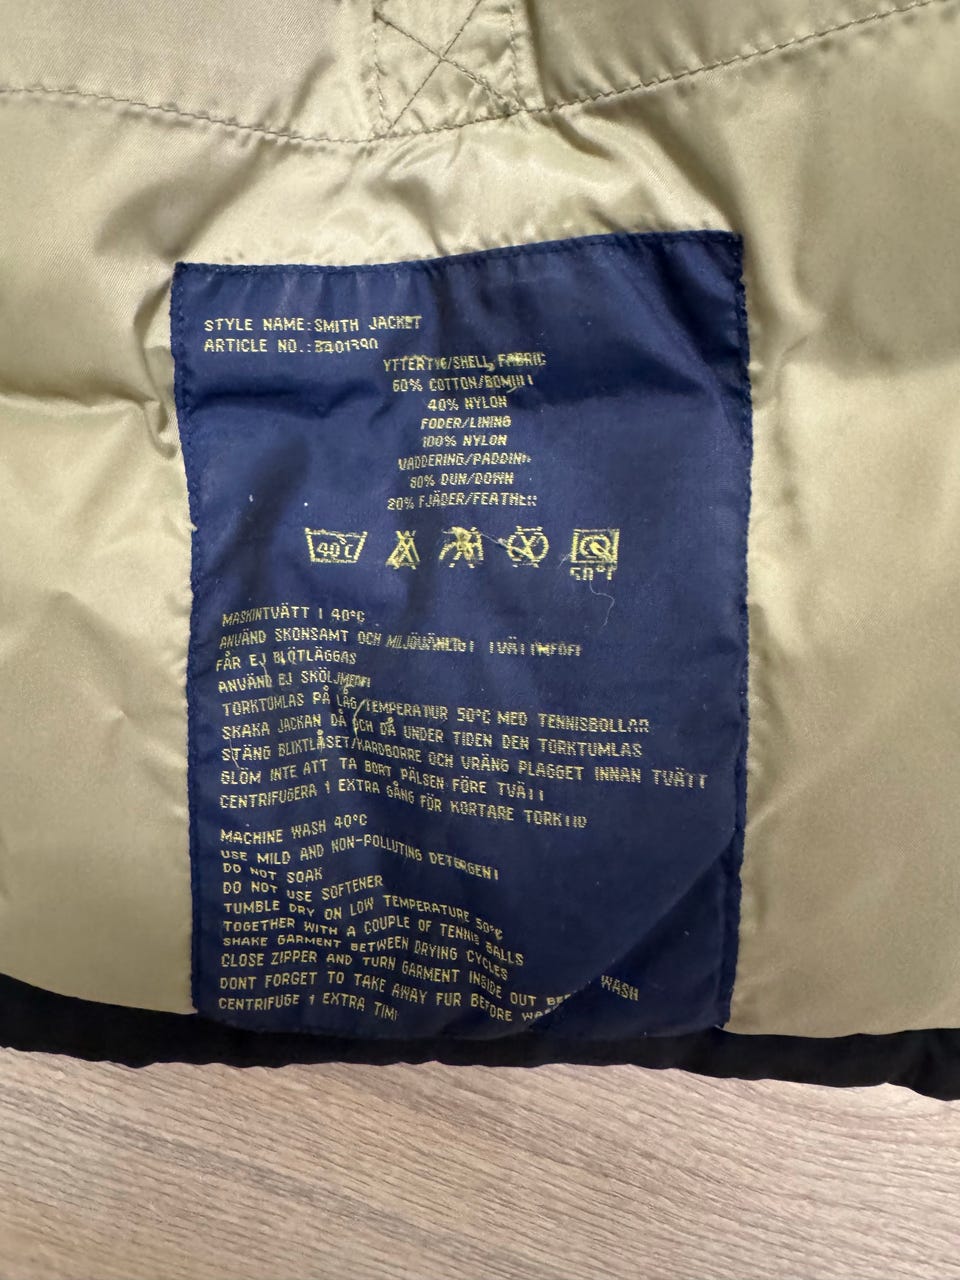 STYLE NAME: SMITH JACKET
ARTICLE NO.:
YTTERTYG/SHELL FABRIC
60% COTTON/BOMULL
40% NYLON
FODER/LINING
100% NYLON
VADDERING/PADDING
80% DUN/DOWN
20% FJÄDER/FEATHER
40°C
50°C
MASKINTVÄTT I 40°C
ANVÄND SKONSAMT OCH MILJÖVÄNLIGT TVÄTTMEDEL
FÅR EJ BLÖTLÄGGAS
ANVÄND EJ SKÖLJMEDEL
TORKTUMLAS PÅ LÅG TEMPERATUR 50°C MED TENNISBOLLAR
SKAKA JACKAN DÅ OCH DÅ UNDER TIDEN DEN TORKTUMLAS
STÄNG BLIXTLÅSET/KARDBORRE OCH VRÄNG PLAGGET INNAN TVÄTT
GLÖM INTE ATT TA BORT PÄLSEN FÖRE TVÄTT
CENTRIFUGERA 1 EXTRA GÅNG FÖR KORTARE TORKTID
MACHINE WASH 40°C
USE MILD AND NON-POLLUTING DETERGENT
DO NOT SOAK
DO NOT USE SOFTENER
TUMBLE DRY ON LOW TEMPERATURE 50°C
TOGETHER WITH A COUPLE OF TENNIS BALLS
SHAKE GARMENT BETWEEN DRYING CYCLES
CLOSE ZIPPER AND TURN GARMENT INSIDE OUT WASH
DONT FORGET TO TAKE AWAY FUR BEFORE
CENTRIFUGE 1 EXTRA TIME